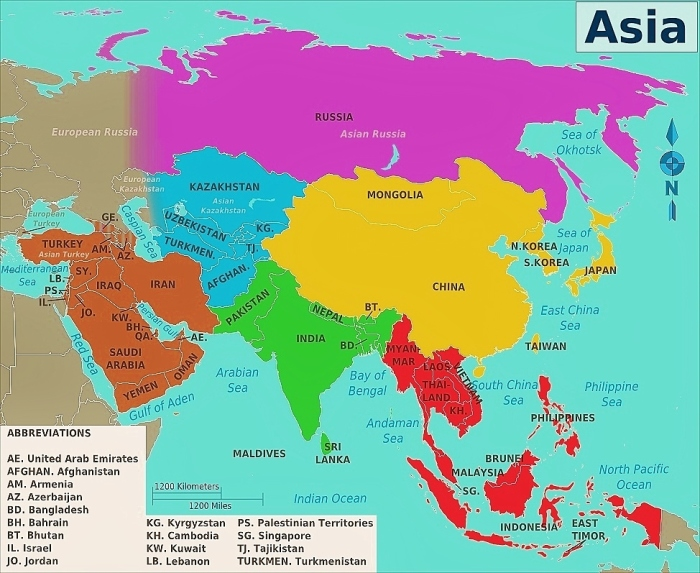 Asia
RUSSIA
European Russia
Asian Russia
Sea of
Okhotsk
N
European
Kazakhstan
KAZAKHSTAN
Asian
Kazakhstan
MONGOLIA
European
Turkey
GE.
Caspian Sea
UZBEKISTAN
KG.
TURKMEN.
TJ.
TURKEY
Asian Turkey
AM.
AZ.
Sea of
Japan
N.KOREA
S.KOREA
JAPAN
Mediterranean
Sea
SY.
LB.
PS.
IL.
IRAQ
IRAN
AFGHAN.
CHINA
JO.
KW.
Persian Gulf
BH.
QA.
AE.
PAKISTAN
NEPAL
BT.
East China
Sea
Red Sea
SAUDI
ARABIA
OMAN
YEMEN
Gulf of Aden
INDIA
BD.
MYAN-
MAR
TAIWAN
LAOS
VIETNAM
THAI-
LAND
KH.
Arabian
Sea
Bay of
Bengal
South China
Sea
Philippine
Sea
Andaman
Sea
PHILIPPINES
MALDIVES
SRI
LANKA
BRUNEI
MALAYSIA
SG.
North Pacific
Ocean
Indian Ocean
INDONESIA
EAST
TIMOR
1200 Kilometers
1200 Miles
ABBREVIATIONS
AE. United Arab Emirates
AFGHAN. Afghanistan
AM. Armenia
AZ. Azerbaijan
BD. Bangladesh
BH. Bahrain
BT. Bhutan
IL. Israel
JO. Jordan
KG. Kyrgyzstan
KH. Cambodia
KW. Kuwait
LB. Lebanon
PS. Palestinian Territories
SG. Singapore
TJ. Tajikistan
TURKMEN. Turkmenistan